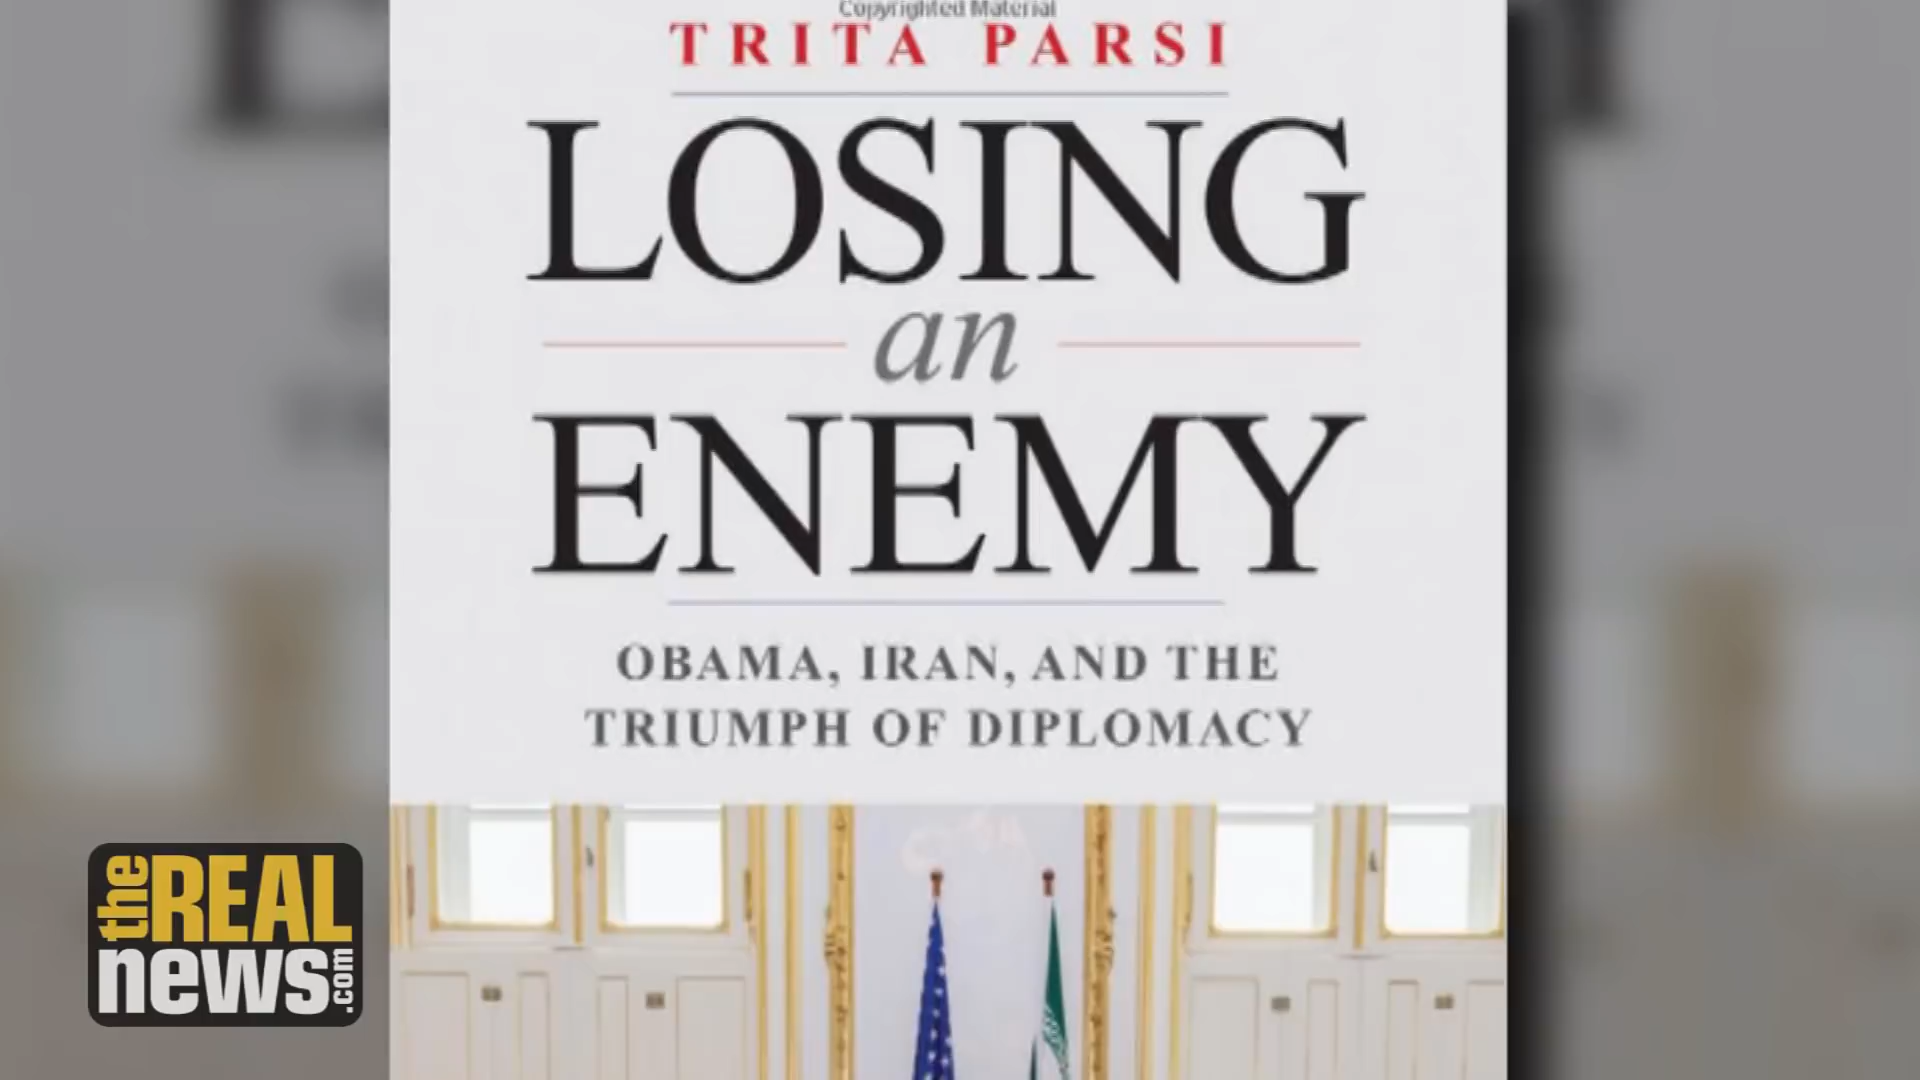 Copyrighted Material
TRITA PARSI
LOSING
an
ENEMY
OBAMA, IRAN, AND THE
TRIUMPH OF DIPLOMACY
the REAL
news.com